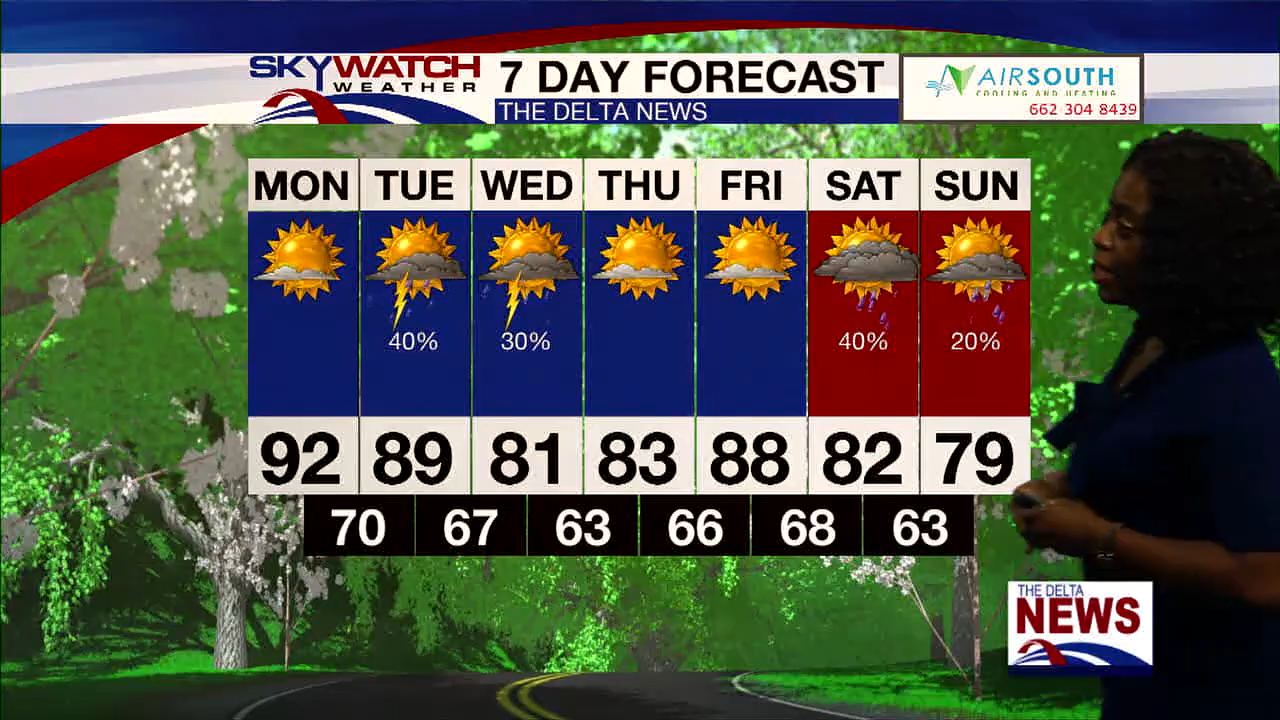 SKYWATCH
WEATHER
7 DAY FORECAST
THE DELTA NEWS
AIRSOUTH
COOLING AND HEATING
662 304 8439
MON TUE WED THU FRI SAT SUN
40% 30% 40% 20%
92 89 81 83 88 82 79
70 67 63 66 68 63
THE DELTA
NEWS